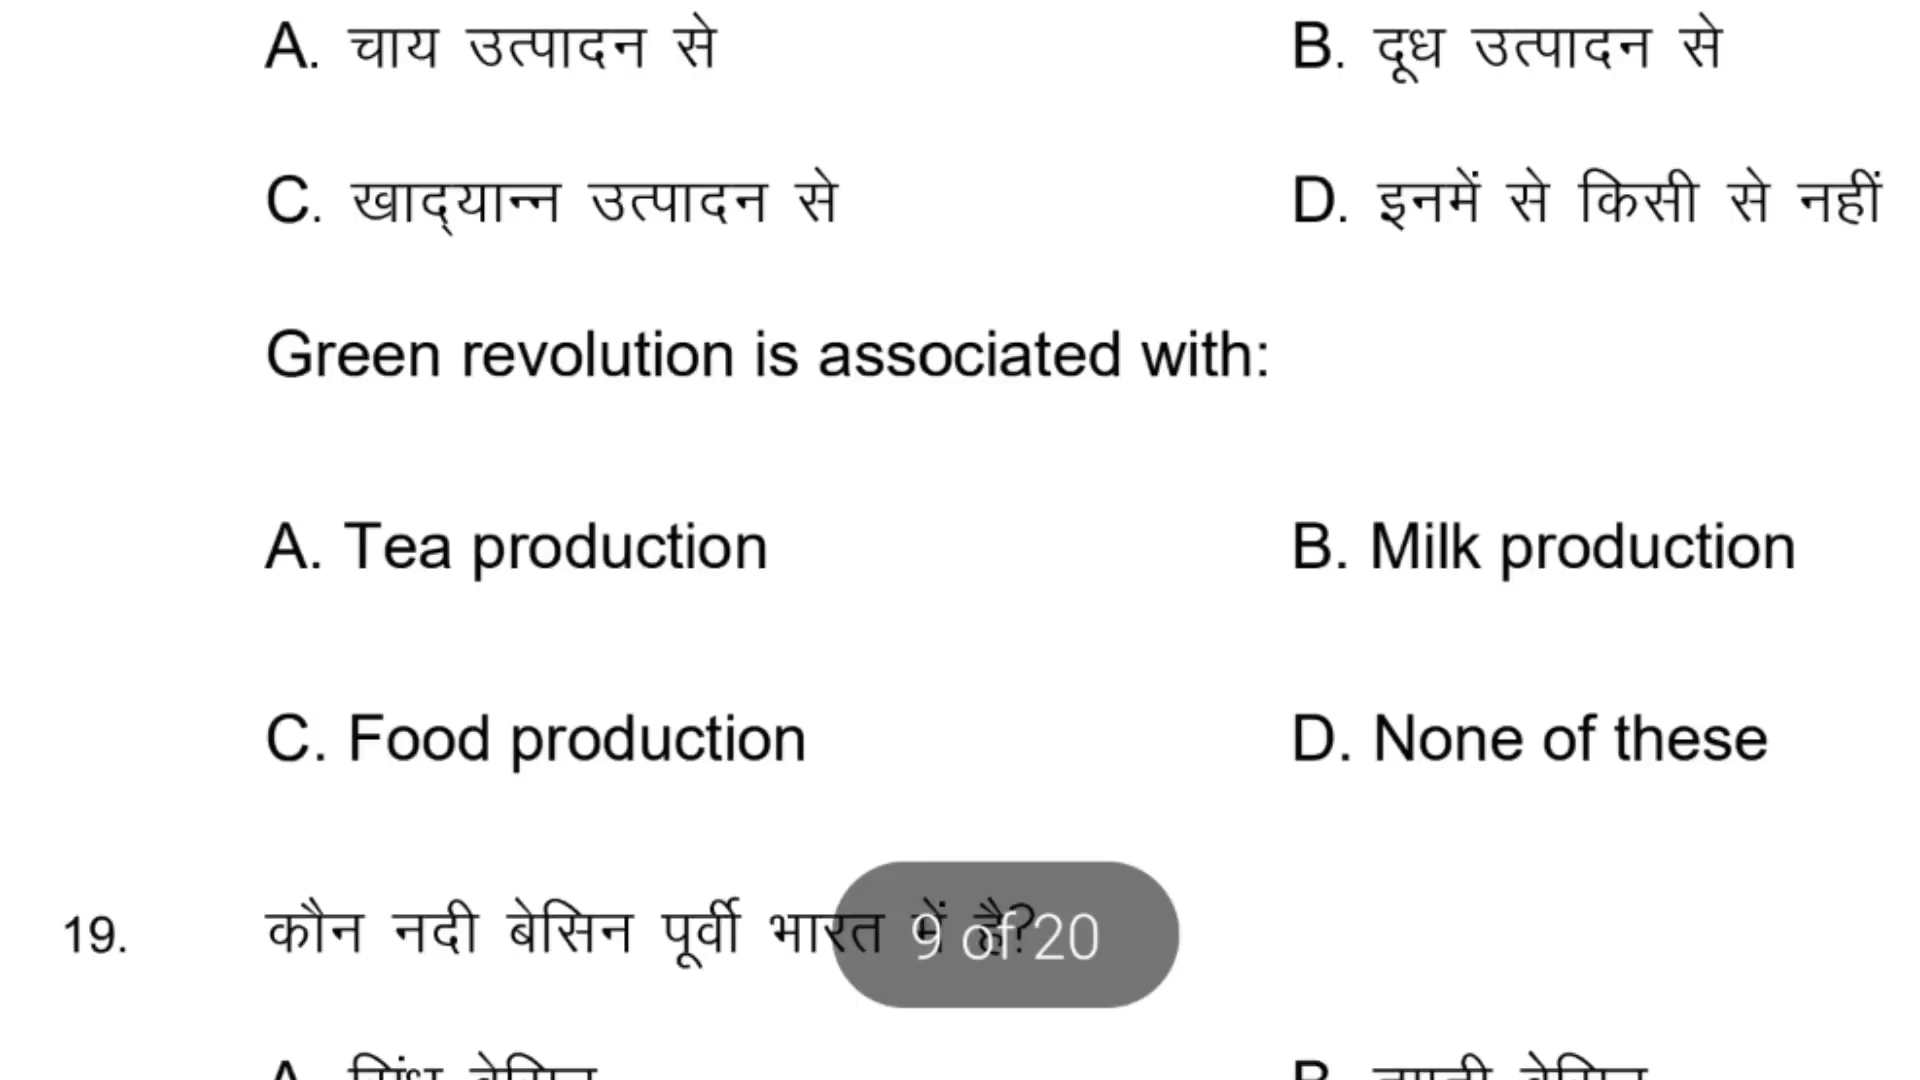 A. चाय उत्पादन से B. दूध उत्पादन से
C. खाद्यान्न उत्पादन से D. इनमें से किसी से नहीं
Green revolution is associated with:
A. Tea production B. Milk production
C. Food production D. None of these
19. कौन नदी बेसिन पूर्वी भारत में है?
9 of 20
A बेसिन B बेसिन